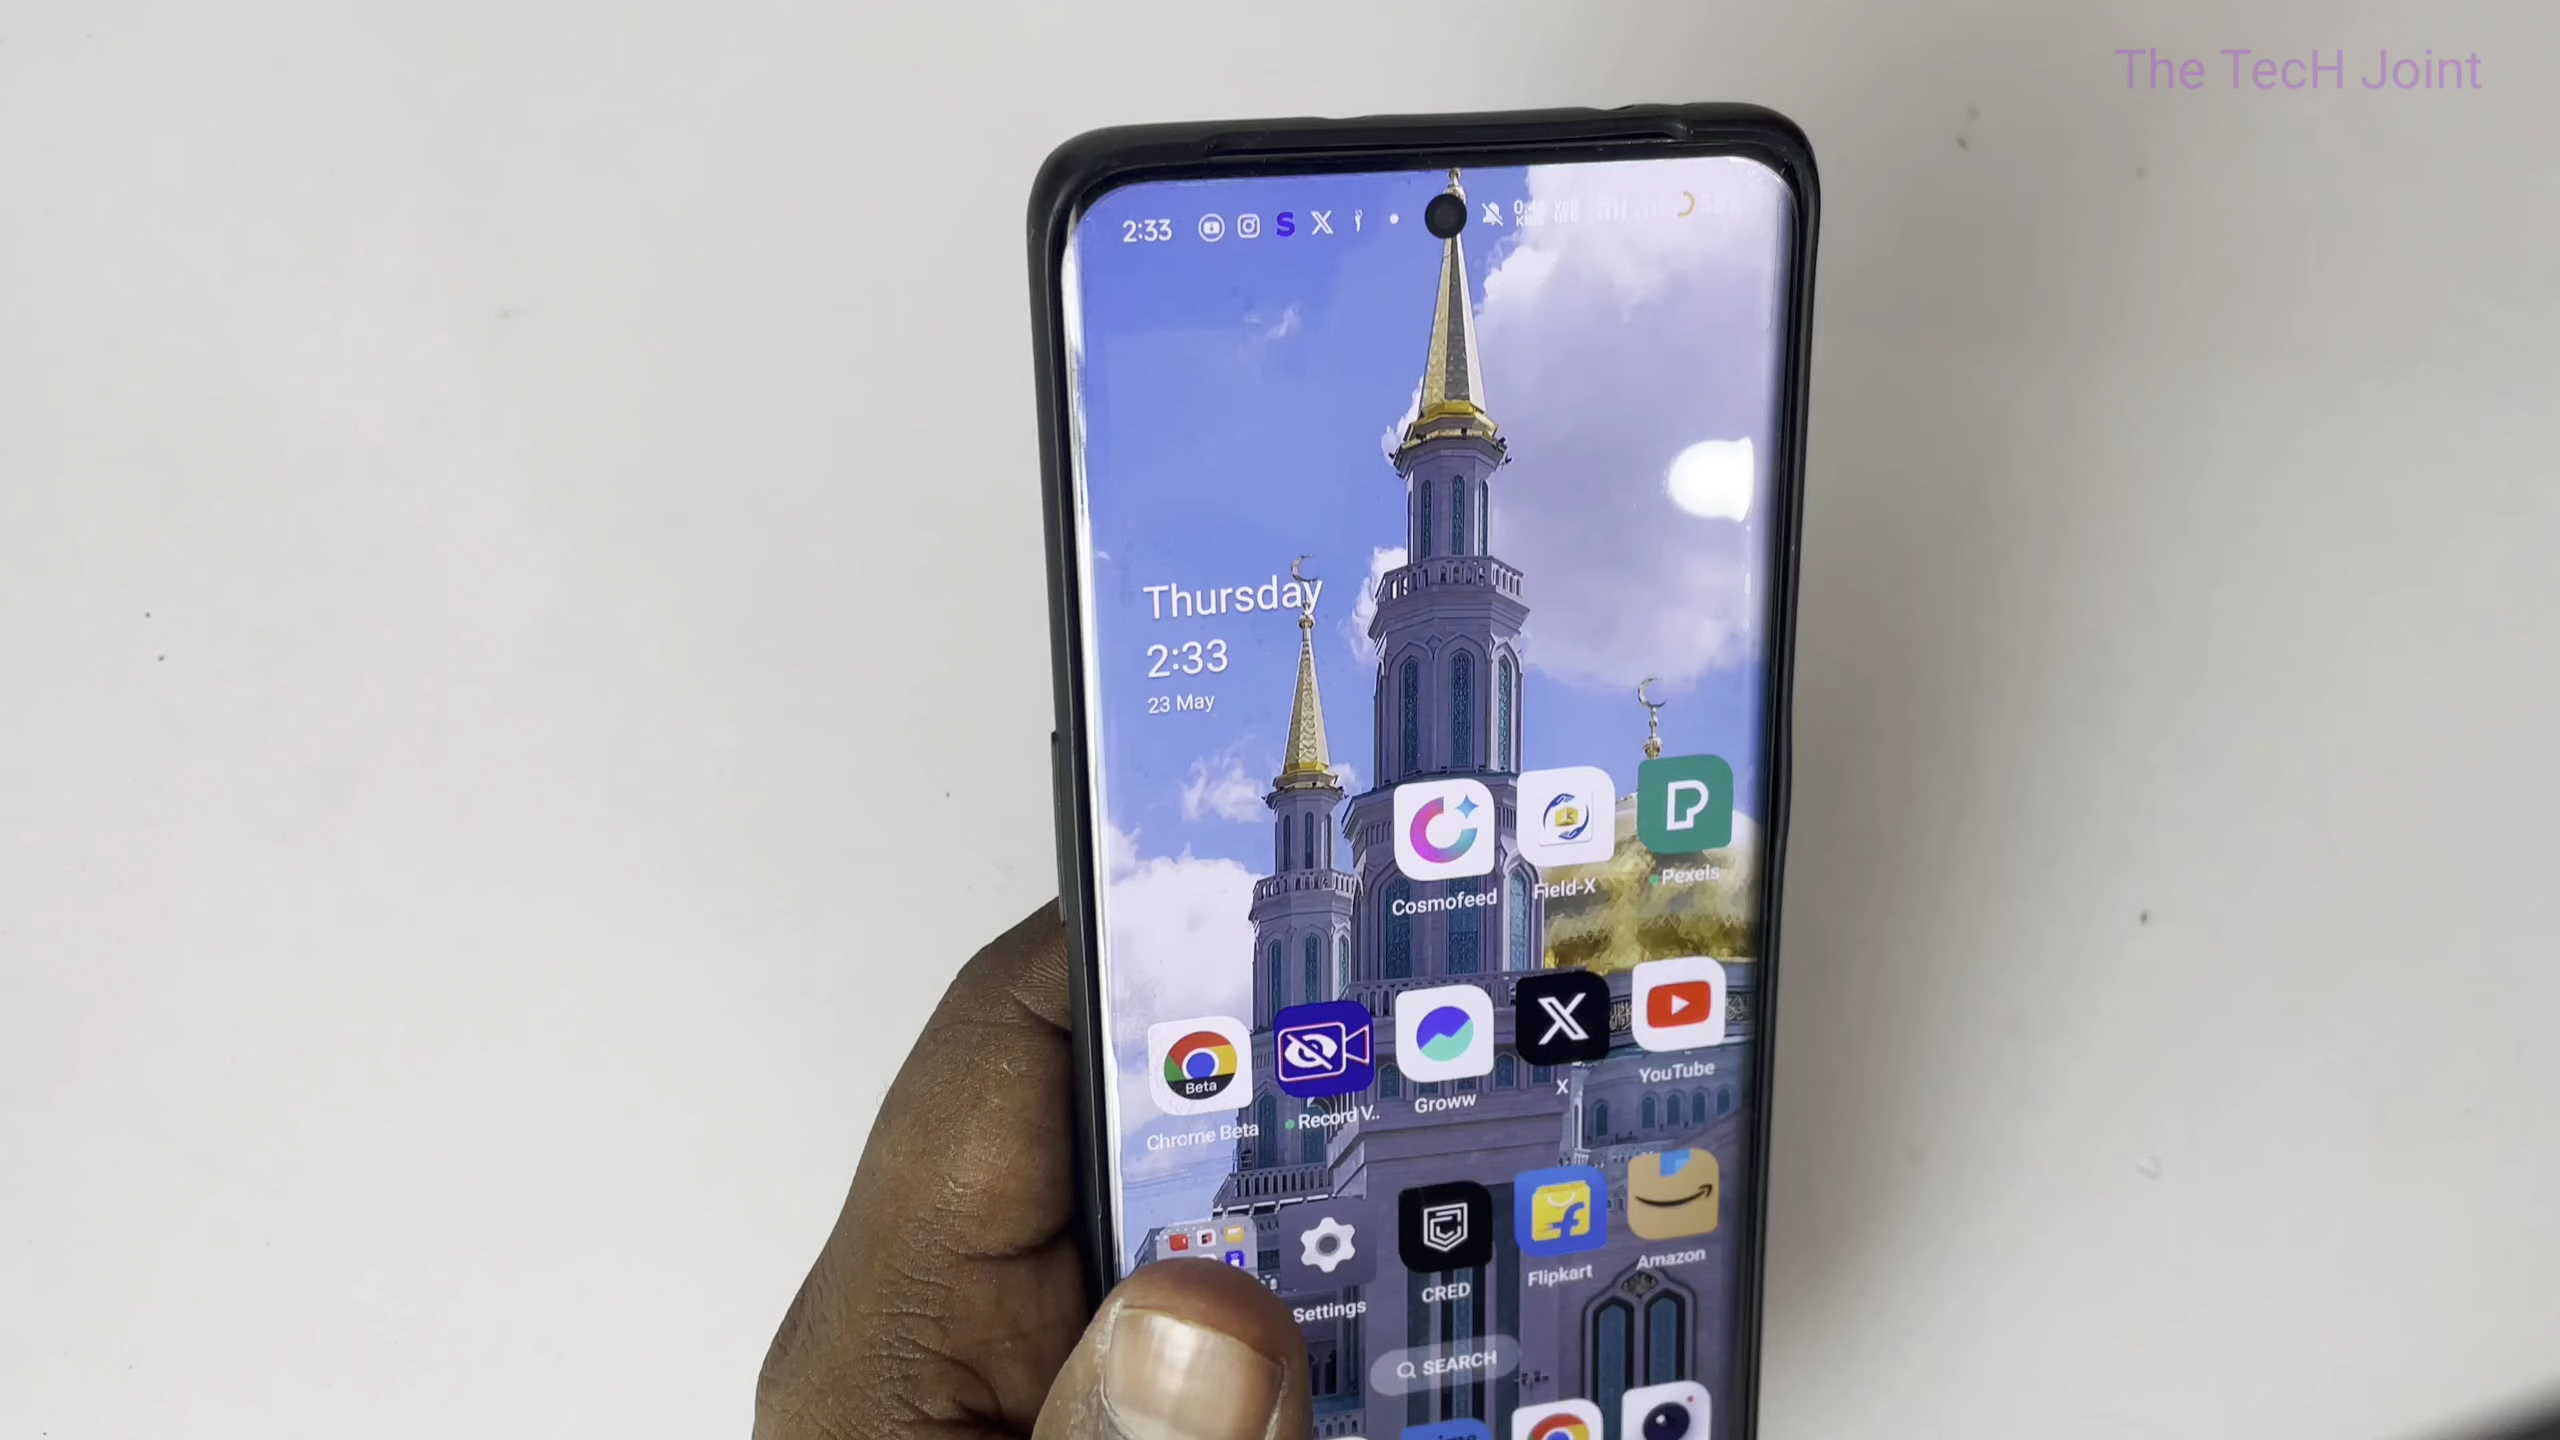 The TecH Joint
2:33
Thursday
2:33
23 May
Cosmofeed
Field-X
Pexels
Beta
Chrome Beta
Record V..
Groww
X
YouTube
Settings
CRED
Flipkart
Amazon
SEARCH